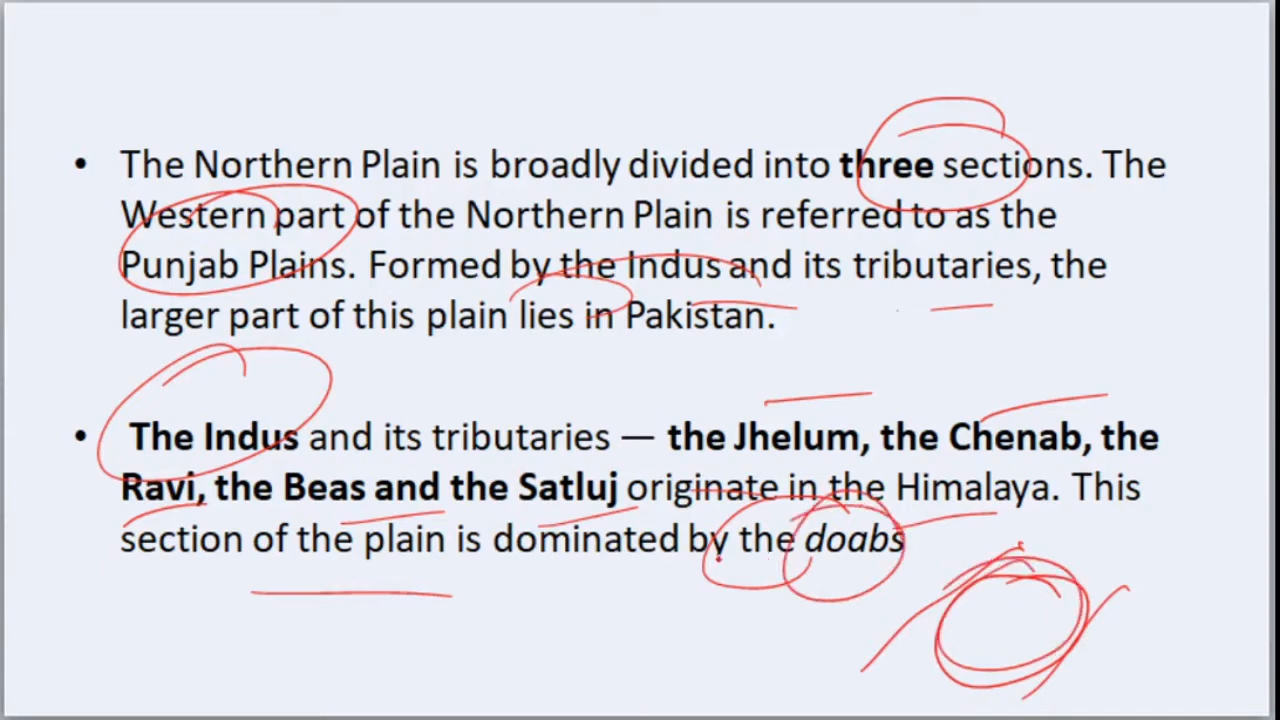 • The Northern Plain is broadly divided into three sections. The
Western part of the Northern Plain is referred to as the
Punjab Plains. Formed by the Indus and its tributaries, the
larger part of this plain lies in Pakistan.
• The Indus and its tributaries — the Jhelum, the Chenab, the
Ravi, the Beas and the Satluj originate in the Himalaya. This
section of the plain is dominated by the doabs